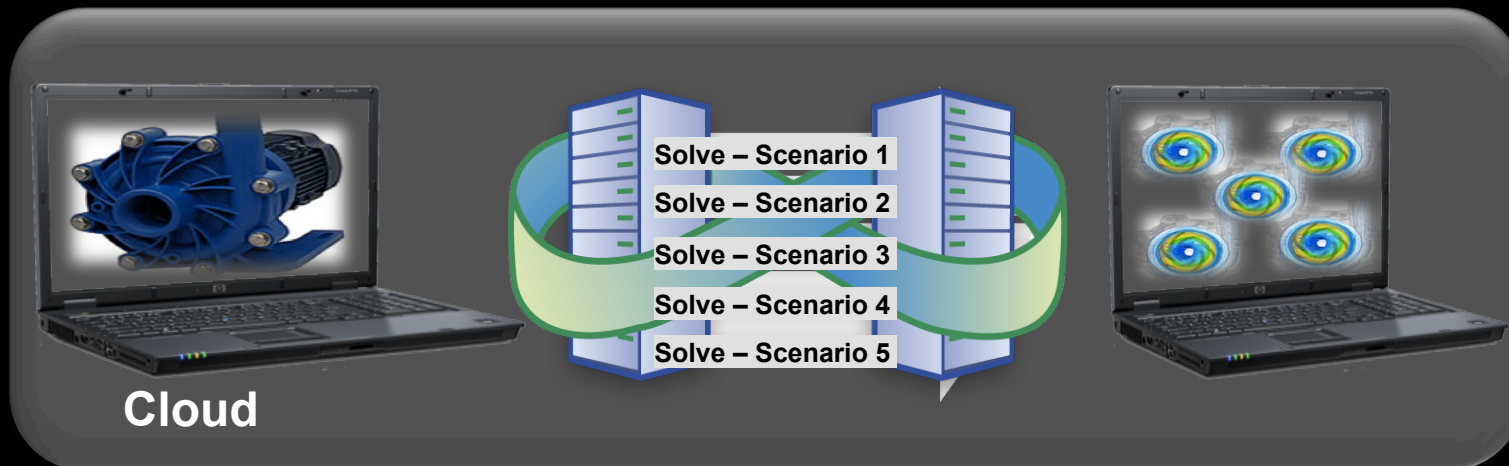 Solve – Scenario 1
Solve – Scenario 2
Solve – Scenario 3
Solve – Scenario 4
Solve – Scenario 5
Cloud